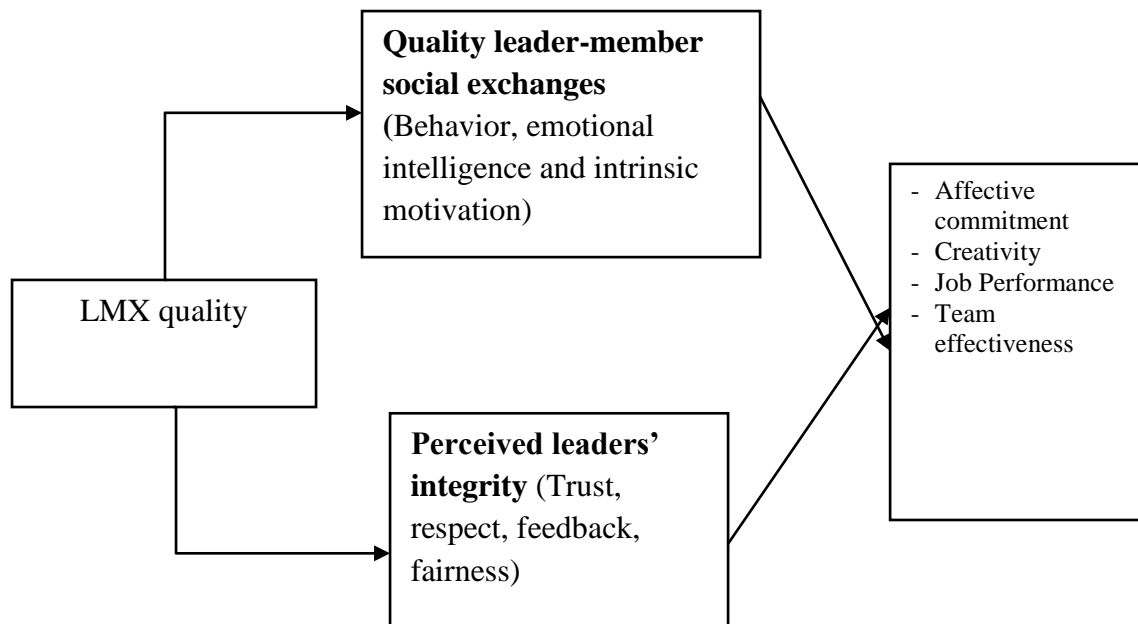 Quality leader-member
social exchanges
(Behavior, emotional
intelligence and intrinsic
motivation)
LMX quality
Perceived leaders’
integrity (Trust,
respect, feedback,
fairness)
- Affective
commitment
- Creativity
- Job Performance
- Team
effectiveness